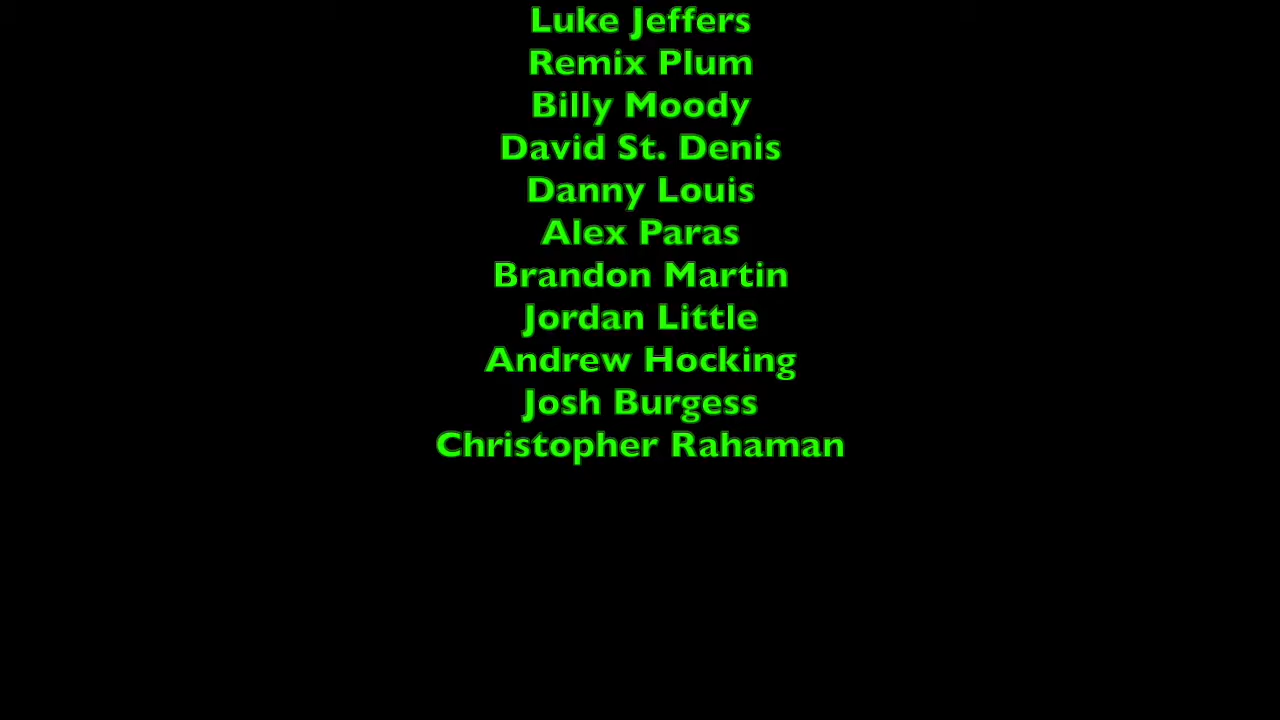 Luke Jeffers
Remix Plum
Billy Moody
David St. Denis
Danny Louis
Alex Paras
Brandon Martin
Jordan Little
Andrew Hocking
Josh Burgess
Christopher Rahaman